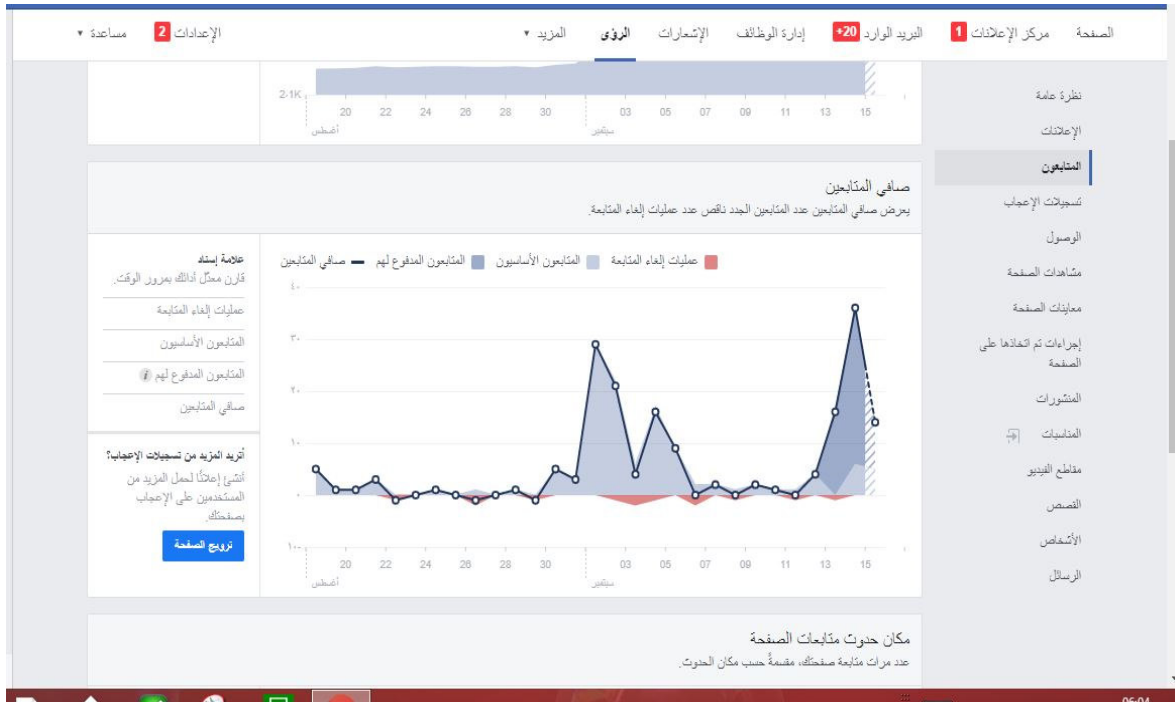 الصفحة مركز الإعلانات 1 البريد الوارد 20+ إدارة الوظائف الإشعارات الرؤى المزيد الإعدادات 2 مساعدة
نظرة عامة
الإعلانات
المتابعون
تسجيلات الإعجاب
الوصول
مشاهدات الصفحة
معاينات الصفحة
إجراءات تم اتخاذها على
الصفحة
المنشورات
المناسبات
مقاطع الفيديو
القصص
الأشخاص
الرسائل
2.1K
20 22 24 26 28 30 03 05 07 09 11 13 15
أغسطس سبتمبر
صافي المتابعين
يعرض صافي المتابعين عدد المتابعين الجدد ناقص عدد عمليات إلغاء المتابعة.
عمليات إلغاء المتابعة المتابعون الأساسيون المتابعون المدفوع لهم صافي المتابعين
٤٠
٣٠
٢٠
١٠
٠
١٠-
20 22 24 26 28 30 03 05 07 09 11 13 15
أغسطس سبتمبر
علامة إسناد
قارن معدّل أدائك بمرور الوقت.
عمليات إلغاء المتابعة
المتابعون الأساسيون
المتابعون المدفوع لهم i
صافي المتابعين
أتريد المزيد من تسجيلات الإعجاب؟
أنشئ إعلانًا لحمل المزيد من
المستخدمين على الإعجاب
بصفحتك.
ترويج الصفحة
مكان حدوث متابعات الصفحة
عدد مرات متابعة صفحتك، مقسمةً حسب مكان الحدوث.